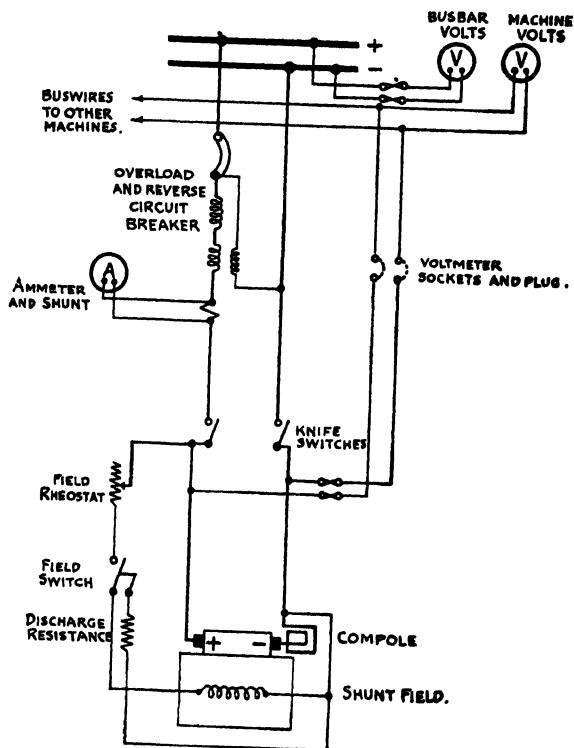 BUSBAR
VOLTS
MACHINE
VOLTS
+
−
V
V
BUSWIRES
TO OTHER
MACHINES.
OVERLOAD
AND REVERSE
CIRCUIT
BREAKER
A
AMMETER
AND SHUNT
VOLTMETER
SOCKETS AND PLUG.
KNIFE
SWITCHES
FIELD
RHEOSTAT
FIELD
SWITCH
DISCHARGE
RESISTANCE
+ −
COMPOLE
SHUNT FIELD.